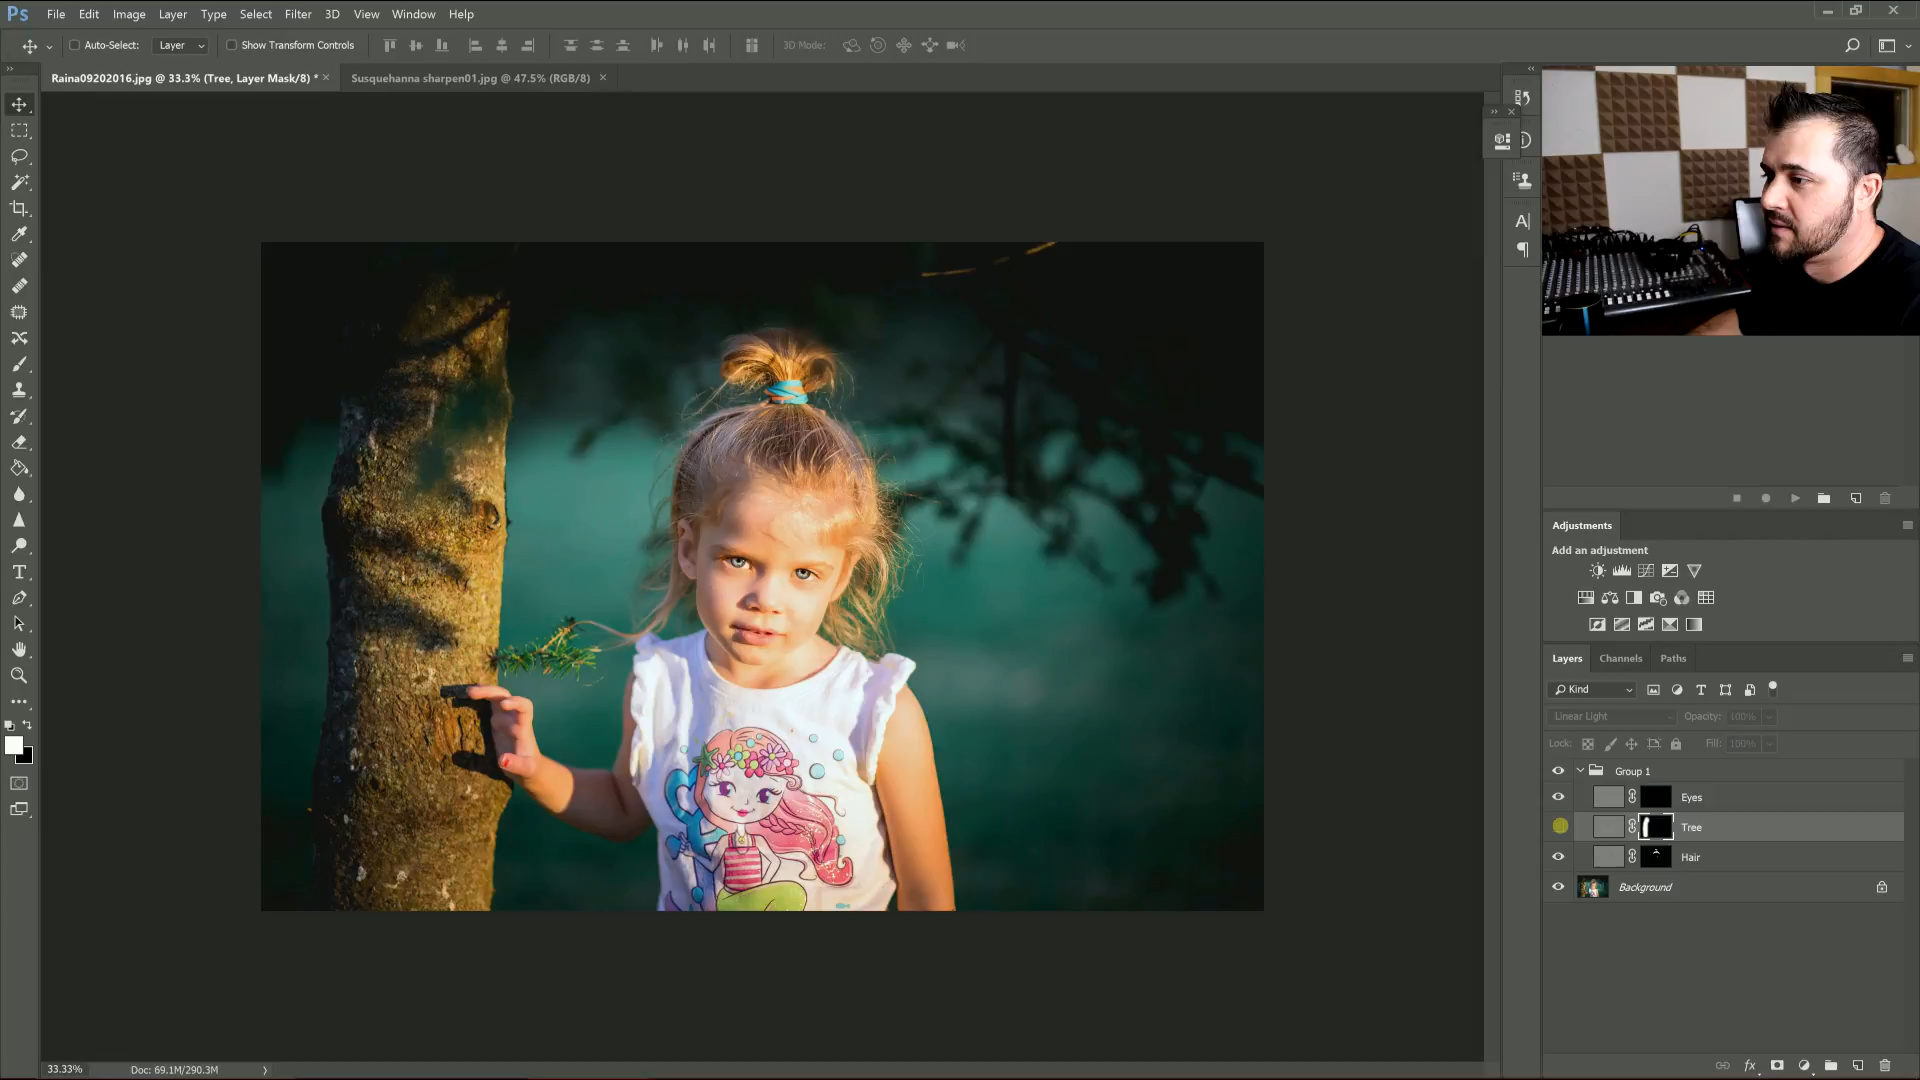 Ps File Edit Image Layer Type Select Filter 3D View Window Help
Auto-Select: Layer Show Transform Controls 3D Mode:
Raina09202016.jpg @ 33.3% (Tree, Layer Mask/8) * × Susquehanna sharpen01.jpg @ 47.5% (RGB/8) ×
Adjustments
Add an adjustment
Layers Channels Paths
Kind
Linear Light Opacity: 100%
Lock: Fill: 100%
Group 1
Eyes
Tree
Hair
Background
33.33% Doc: 69.1M/290.3M